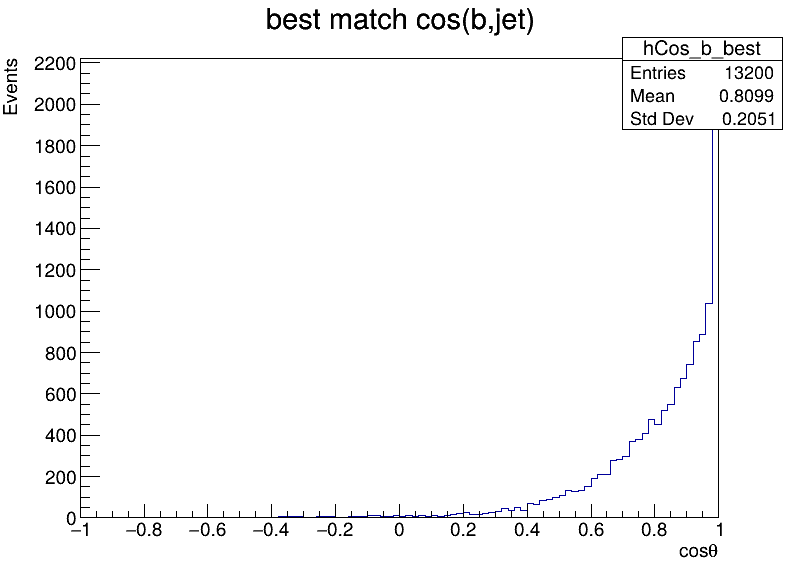 best match cos(b,jet)
hCos_b_best
Entries 13200
Mean 0.8099
Std Dev 0.2051
Events
2200
2000
1800
1600
1400
1200
1000
800
600
400
200
0
−1 −0.8 −0.6 −0.4 −0.2 0 0.2 0.4 0.6 0.8 1
cosθ